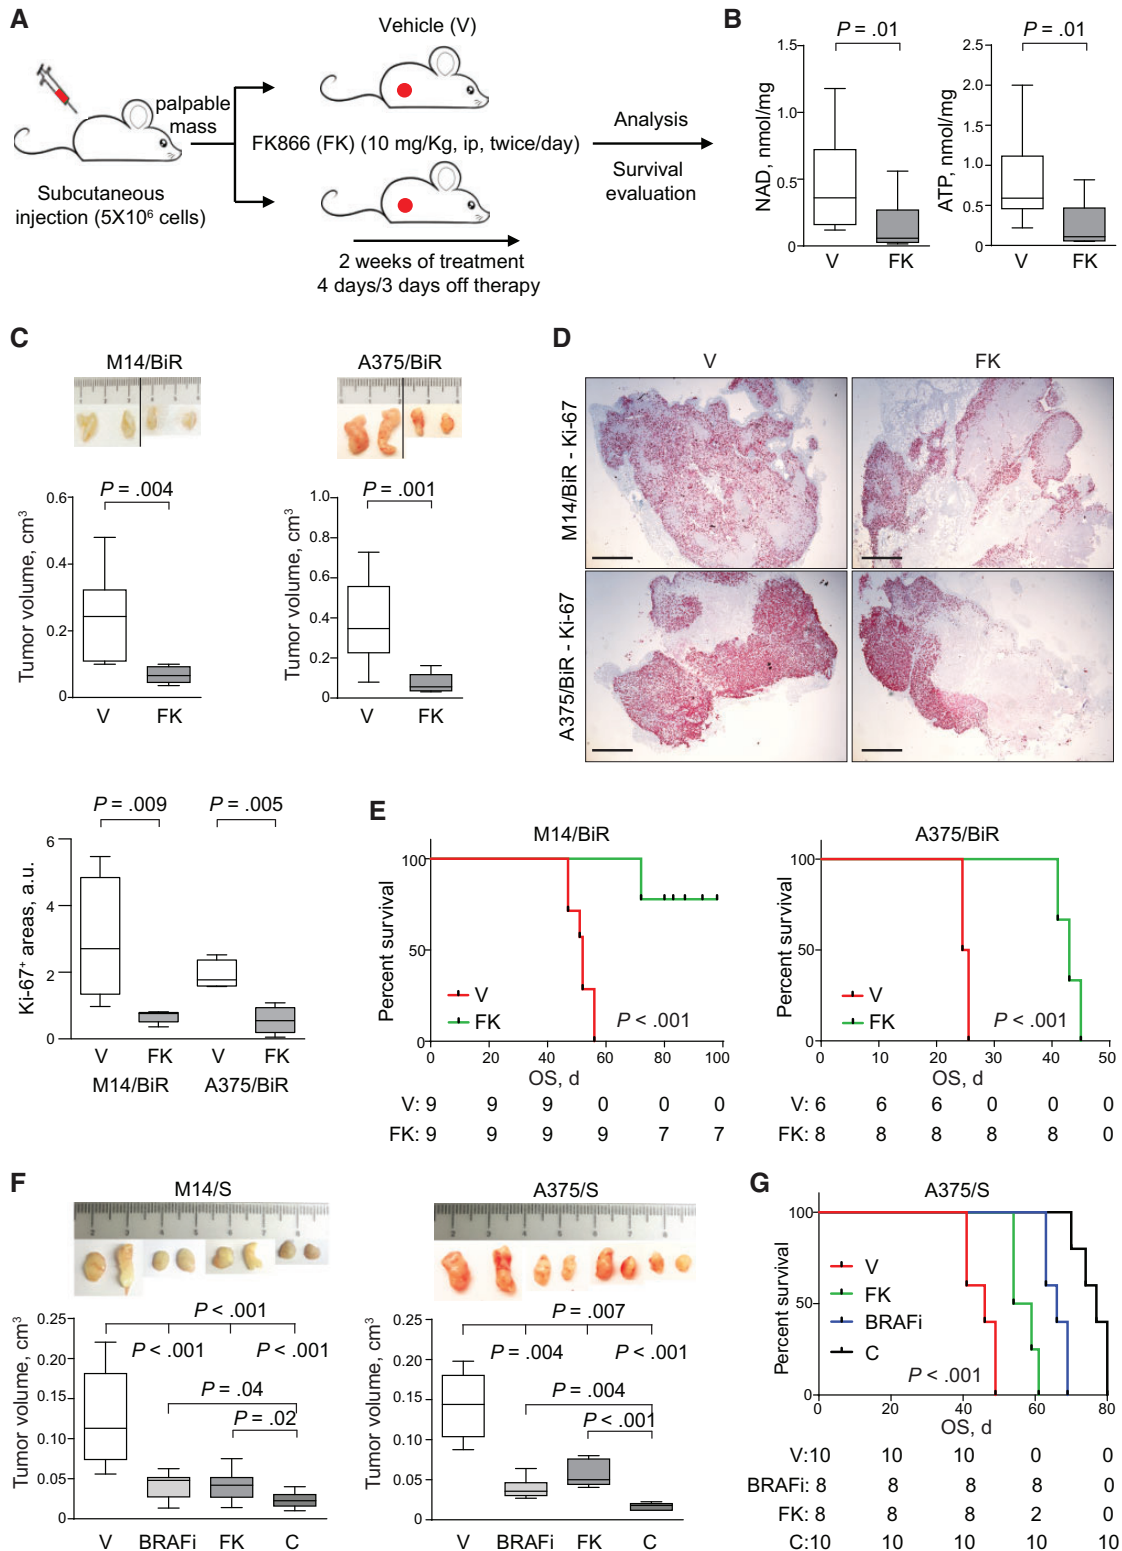 A
Vehicle (V)
palpable
mass
FK866 (FK) (10 mg/Kg, ip, twice/day)
Analysis
Survival
evaluation
Subcutaneous
injection (5X10⁶ cells)
2 weeks of treatment
4 days/3 days off therapy
B
P = .01
NAD, nmol/mg
1.5
1.0
0.5
0
V FK
P = .01
ATP, nmol/mg
2.5
2.0
1.5
1.0
0.5
0
V FK
C
M14/BiR
P = .004
Tumor volume, cm³
0.6
0.4
0.2
0
V FK
A375/BiR
P = .001
Tumor volume, cm³
1.0
0.8
0.6
0.4
0.2
0
V FK
P = .009 P = .005
Ki-67⁺ areas, a.u.
6
4
2
0
V FK V FK
M14/BiR A375/BiR
D
V FK
M14/BiR - Ki-67
A375/BiR - Ki-67
E
M14/BiR
Percent survival
100
50
0
V
FK
P < .001
0 20 40 60 80 100
OS, d
V: 9 9 9 0 0 0
FK: 9 9 9 9 7 7
A375/BiR
Percent survival
100
50
0
V
FK
P < .001
0 10 20 30 40 50
OS, d
V: 6 6 6 0 0 0
FK: 8 8 8 8 8 0
F
M14/S
2 3 4 5 6 7 8
P < .001
P < .001 P < .001
P = .04
P = .02
Tumor volume, cm³
0.25
0.20
0.15
0.10
0.05
0
V BRAFi FK C
A375/S
P = .007
P = .004 P < .001
P = .004
P < .001
Tumor volume, cm³
0.25
0.20
0.15
0.10
0.05
0
V BRAFi FK C
G
A375/S
Percent survival
100
50
0
V
FK
BRAFi
C
P < .001
0 20 40 60 80
OS, d
V: 10 10 10 0 0
BRAFi: 8 8 8 8 0
FK: 8 8 8 2 0
C: 10 10 10 10 10